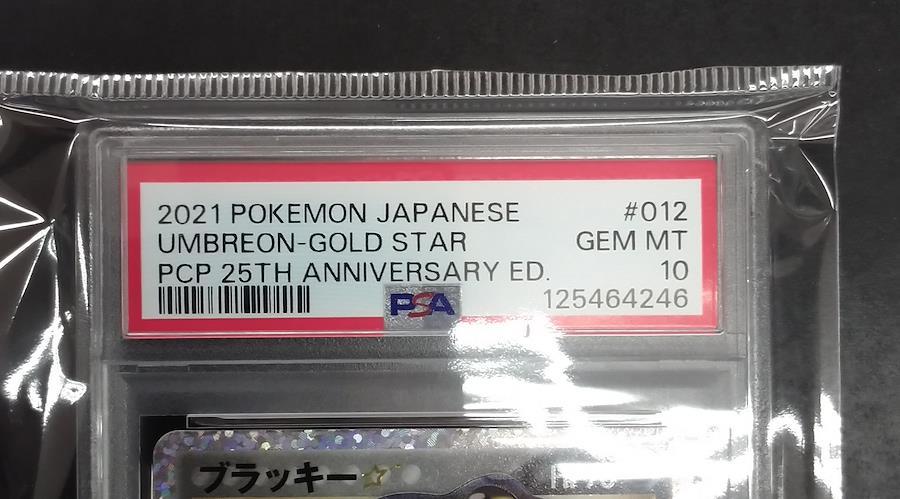 2021 POKEMON JAPANESE #012
UMBREON-GOLD STAR GEM MT
PCP 25TH ANNIVERSARY ED. 10
PSA 125464246
ブラッキー☆